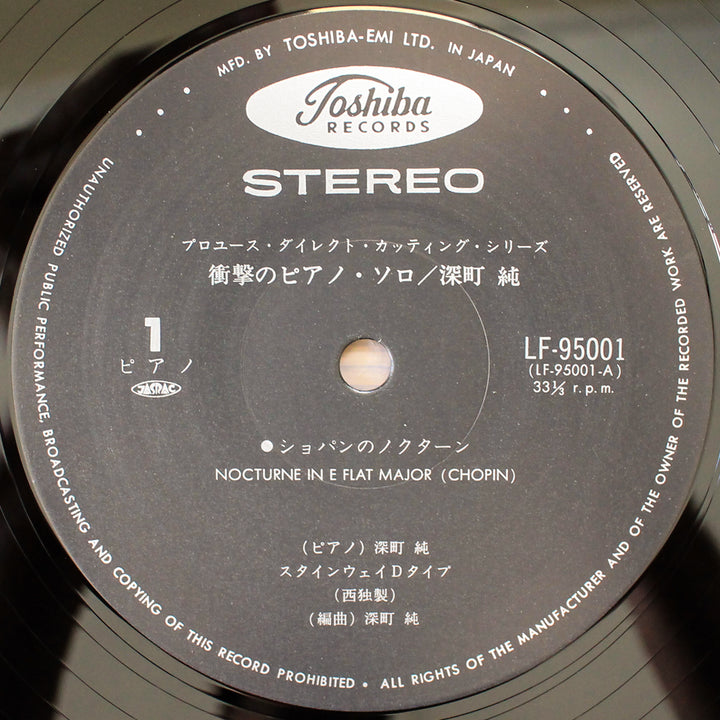 MFD. BY TOSHIBA-EMI LTD. IN JAPAN
Toshiba
RECORDS
STEREO
プロユース・ダイレクト・カッティング・シリーズ
衝撃のピアノ・ソロ／深町 純
1
ピアノ
JASRAC
LF-95001
(LF-95001-A)
33⅓ r.p.m.
●ショパンのノクターン
NOCTURNE IN E FLAT MAJOR (CHOPIN)
(ピアノ) 深町 純
スタインウェイDタイプ
(西独製)
(編曲) 深町 純
UNAUTHORIZED PUBLIC PERFORMANCE, BROADCASTING AND COPYING OF THIS RECORD PROHIBITED • ALL RIGHTS OF THE MANUFACTURER AND OF THE OWNER OF THE RECORDED WORK ARE RESERVED